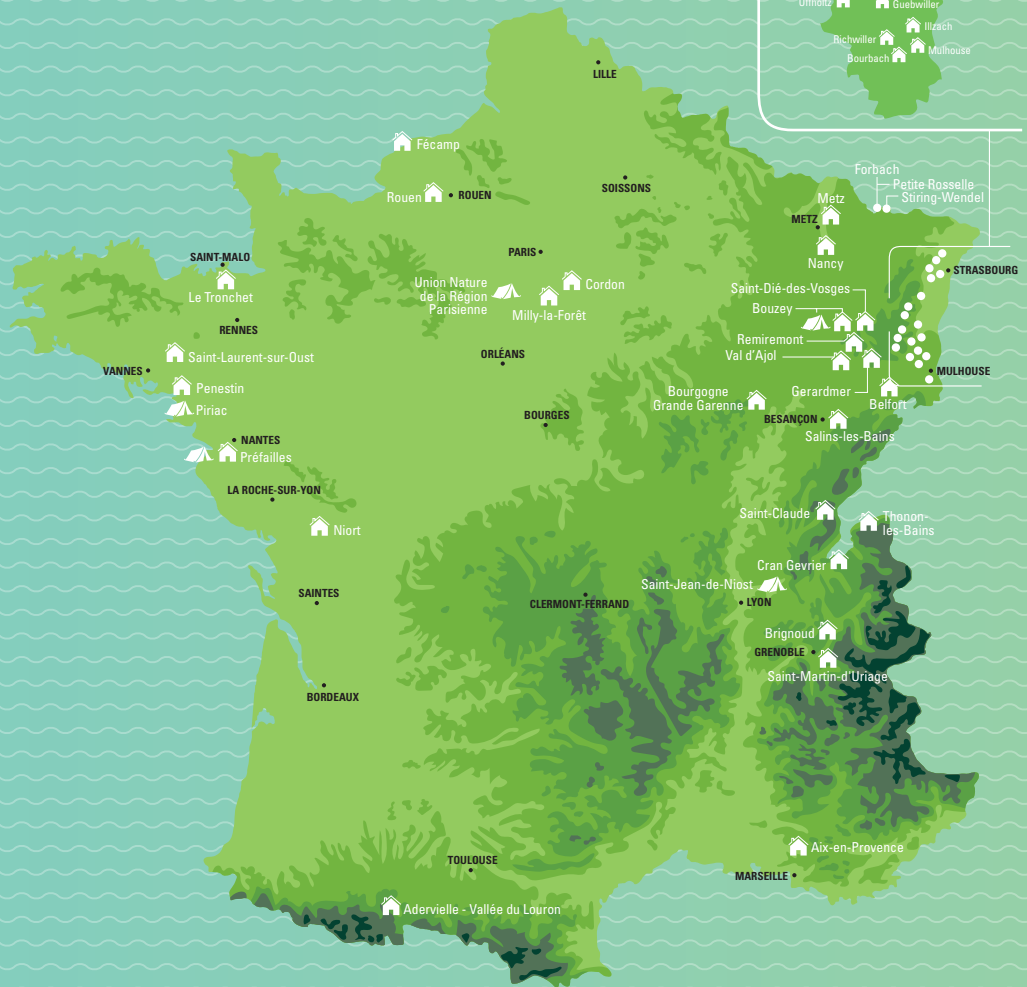 Uffholtz
Guebwiller
Illzach
Richwiller
Mulhouse
Bourbach
LILLE
Fécamp
Rouen
ROUEN
SOISSONS
Forbach
Petite Rosselle
Stiring-Wendel
Metz
METZ
Nancy
PARIS
SAINT-MALO
Le Tronchet
STRASBOURG
Union Nature
de la Région
Parisienne
Cordon
Milly-la-Forêt
Saint-Dié-des-Vosges
Bouzey
RENNES
Remiremont
Val d'Ajol
Saint-Laurent-sur-Oust
ORLÉANS
VANNES
MULHOUSE
Penestin
Piriac
Bourgogne
Grande Garenne
Gerardmer
Belfort
BOURGES
BESANÇON
Salins-les-Bains
NANTES
Préfailles
LA ROCHE-SUR-YON
Niort
Saint-Claude
Thonon-
les-Bains
Cran Gevrier
Saint-Jean-de-Niost
SAINTES
CLERMONT-FERRAND
LYON
Brignoud
GRENOBLE
Saint-Martin-d'Uriage
BORDEAUX
Aix-en-Provence
TOULOUSE
MARSEILLE
Adervielle - Vallée du Louron